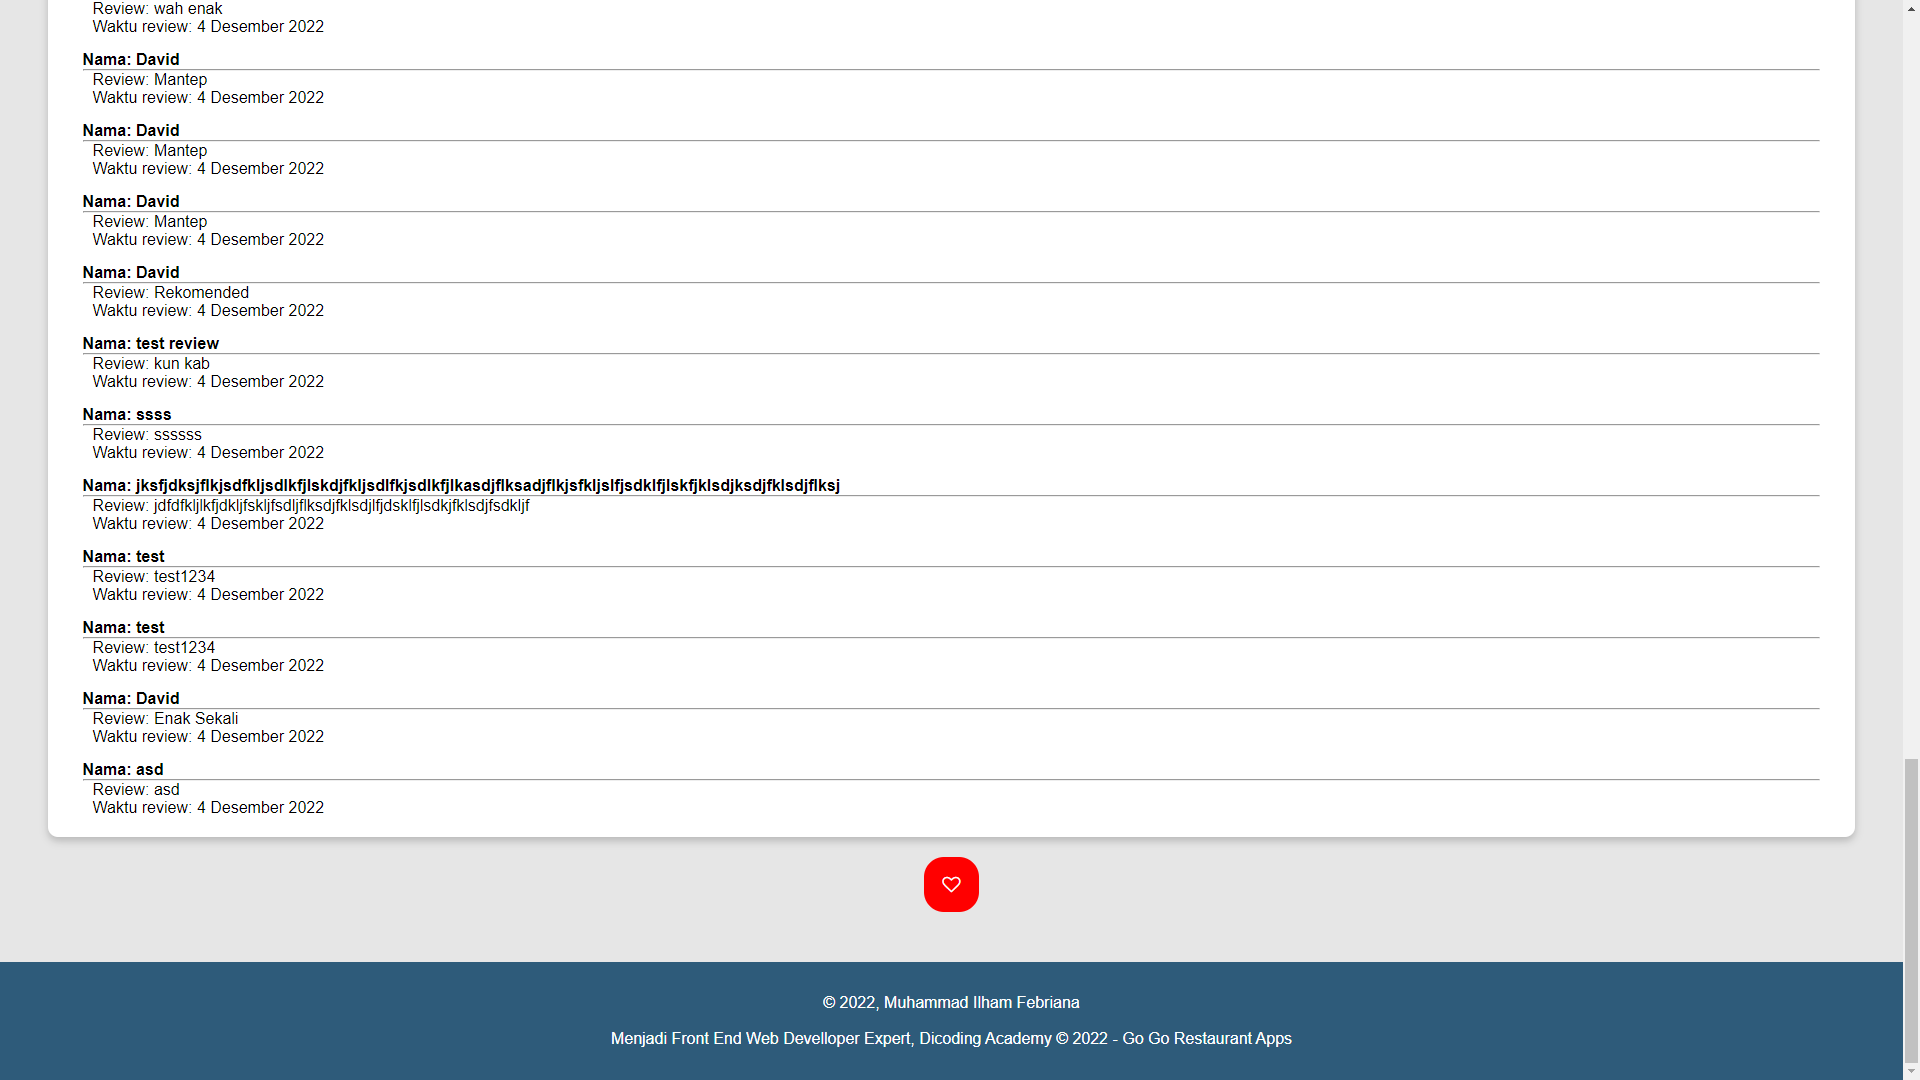 Review: wah enak
Waktu review: 4 Desember 2022
Nama: David
Review: Mantep
Waktu review: 4 Desember 2022
Nama: David
Review: Mantep
Waktu review: 4 Desember 2022
Nama: David
Review: Mantep
Waktu review: 4 Desember 2022
Nama: David
Review: Rekomended
Waktu review: 4 Desember 2022
Nama: test review
Review: kun kab
Waktu review: 4 Desember 2022
Nama: ssss
Review: ssssss
Waktu review: 4 Desember 2022
Nama: jksfjdksjflkjsdfkljsdlkfjlskdjfkljsdlfkjsdlkfjlkasdjflksadjflkjsfkljslfjsdklfjlskfjklsdjksdjfklsdjflksj
Review: jdfdfkljlkfjdkljfskljfsdljflksdjfklsdjlfjdsklfjlsdkjfklsdjfsdkljf
Waktu review: 4 Desember 2022
Nama: test
Review: test1234
Waktu review: 4 Desember 2022
Nama: test
Review: test1234
Waktu review: 4 Desember 2022
Nama: David
Review: Enak Sekali
Waktu review: 4 Desember 2022
Nama: asd
Review: asd
Waktu review: 4 Desember 2022
© 2022, Muhammad Ilham Febriana
Menjadi Front End Web Develloper Expert, Dicoding Academy © 2022 - Go Go Restaurant Apps